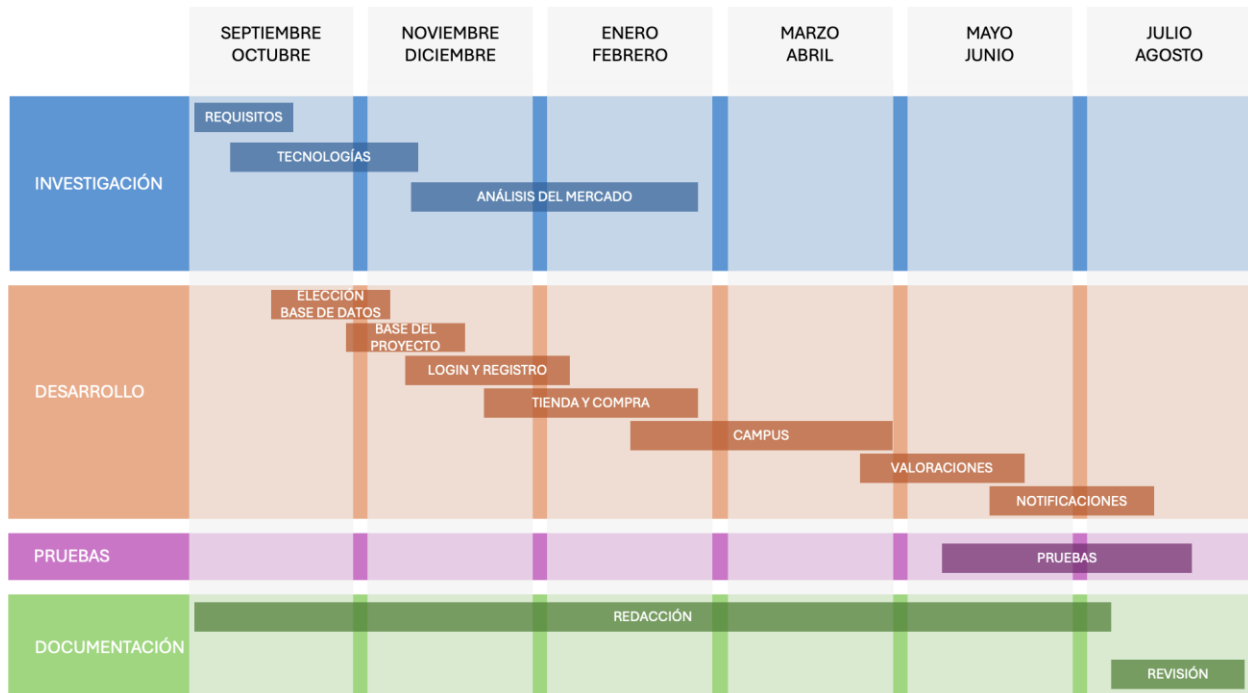 SEPTIEMBRE
OCTUBRE
NOVIEMBRE
DICIEMBRE
ENERO
FEBRERO
MARZO
ABRIL
MAYO
JUNIO
JULIO
AGOSTO
INVESTIGACIÓN
REQUISITOS
TECNOLOGÍAS
ANÁLISIS DEL MERCADO
DESARROLLO
ELECCIÓN
BASE DE DATOS
BASE DEL
PROYECTO
LOGIN Y REGISTRO
TIENDA Y COMPRA
CAMPUS
VALORACIONES
NOTIFICACIONES
PRUEBAS
PRUEBAS
DOCUMENTACIÓN
REDACCIÓN
REVISIÓN